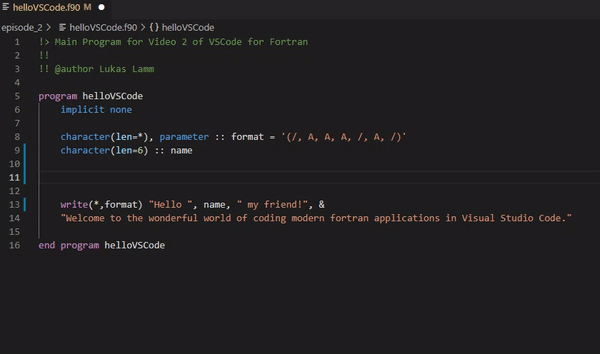 helloVSCode.f90 M
episode_2 > helloVSCode.f90 > {} helloVSCode
1 !> Main Program for Video 2 of VSCode for Fortran
2 !!
3 !! @author Lukas Lamm
4
5 program helloVSCode
6 implicit none
7
8 character(len=*), parameter :: format = '(/, A, A, A, /, A, /)'
9 character(len=6) :: name
10
11
12
13 write(*,format) "Hello ", name, " my friend!", &
14 "Welcome to the wonderful world of coding modern fortran applications in Visual Studio Code."
15
16 end program helloVSCode